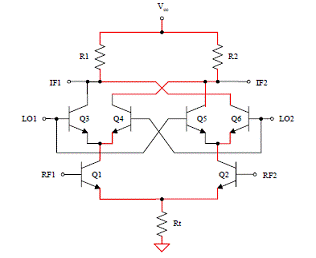 Vcc
R1 R2
IF1 IF2
LO1 Q3 Q4 Q5 Q6 LO2
RF1 Q1 Q2 RF2
Rt